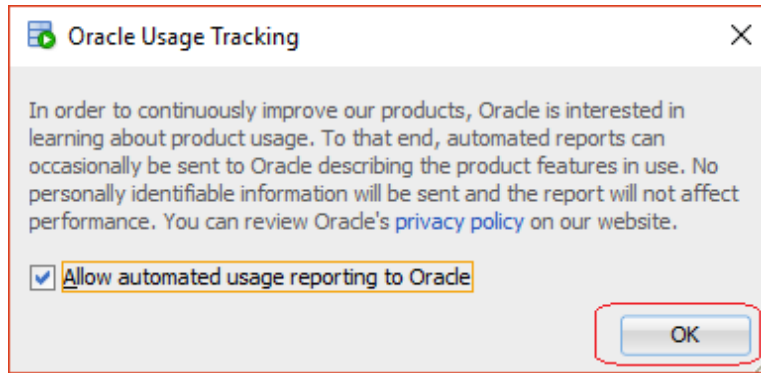 Oracle Usage Tracking
In order to continuously improve our products, Oracle is interested in
learning about product usage. To that end, automated reports can
occasionally be sent to Oracle describing the product features in use. No
personally identifiable information will be sent and the report will not affect
performance. You can review Oracle's privacy policy on our website.
Allow automated usage reporting to Oracle
OK